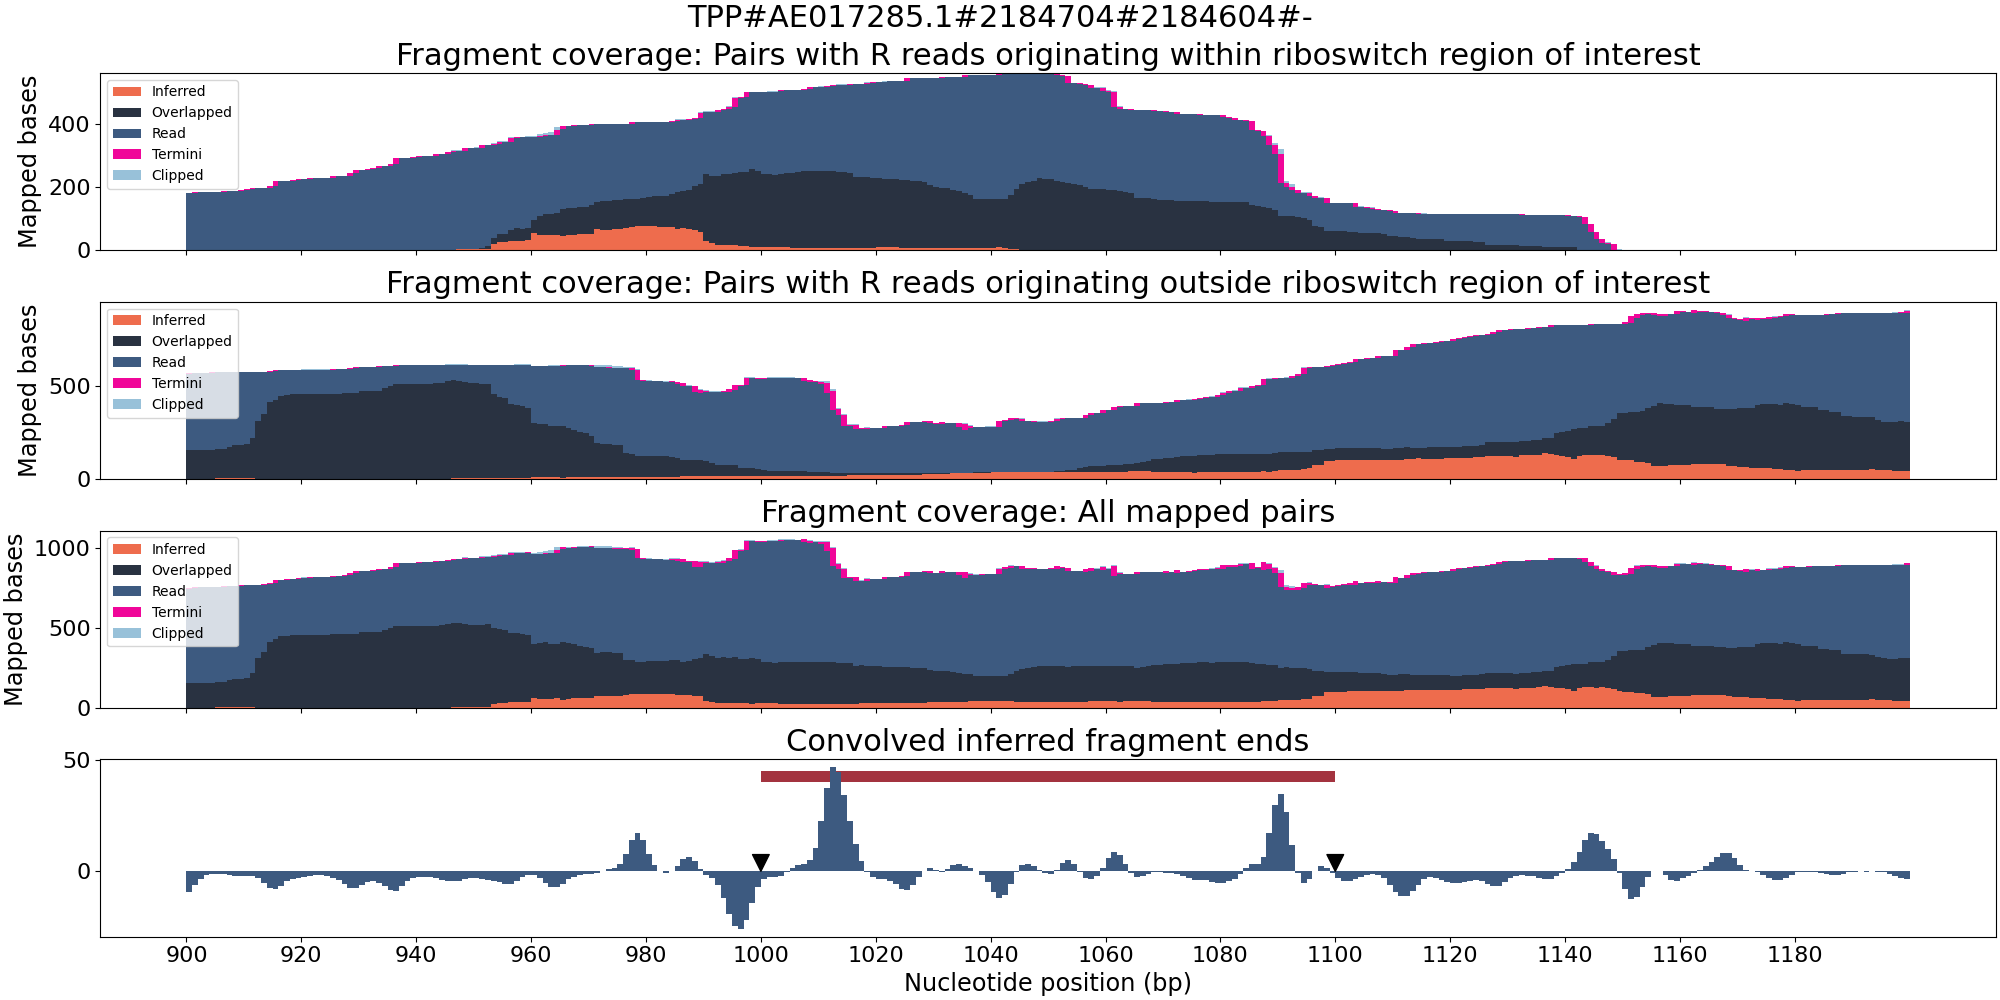 TPP#AE017285.1#2184704#2184604#-
Fragment coverage: Pairs with R reads originating within riboswitch region of interest
Mapped bases
400
200
0
Inferred
Overlapped
Read
Termini
Clipped
Fragment coverage: Pairs with R reads originating outside riboswitch region of interest
Mapped bases
500
0
Inferred
Overlapped
Read
Termini
Clipped
Fragment coverage: All mapped pairs
Mapped bases
1000
500
0
Inferred
Overlapped
Read
Termini
Clipped
Convolved inferred fragment ends
50
0
900 920 940 960 980 1000 1020 1040 1060 1080 1100 1120 1140 1160 1180
Nucleotide position (bp)